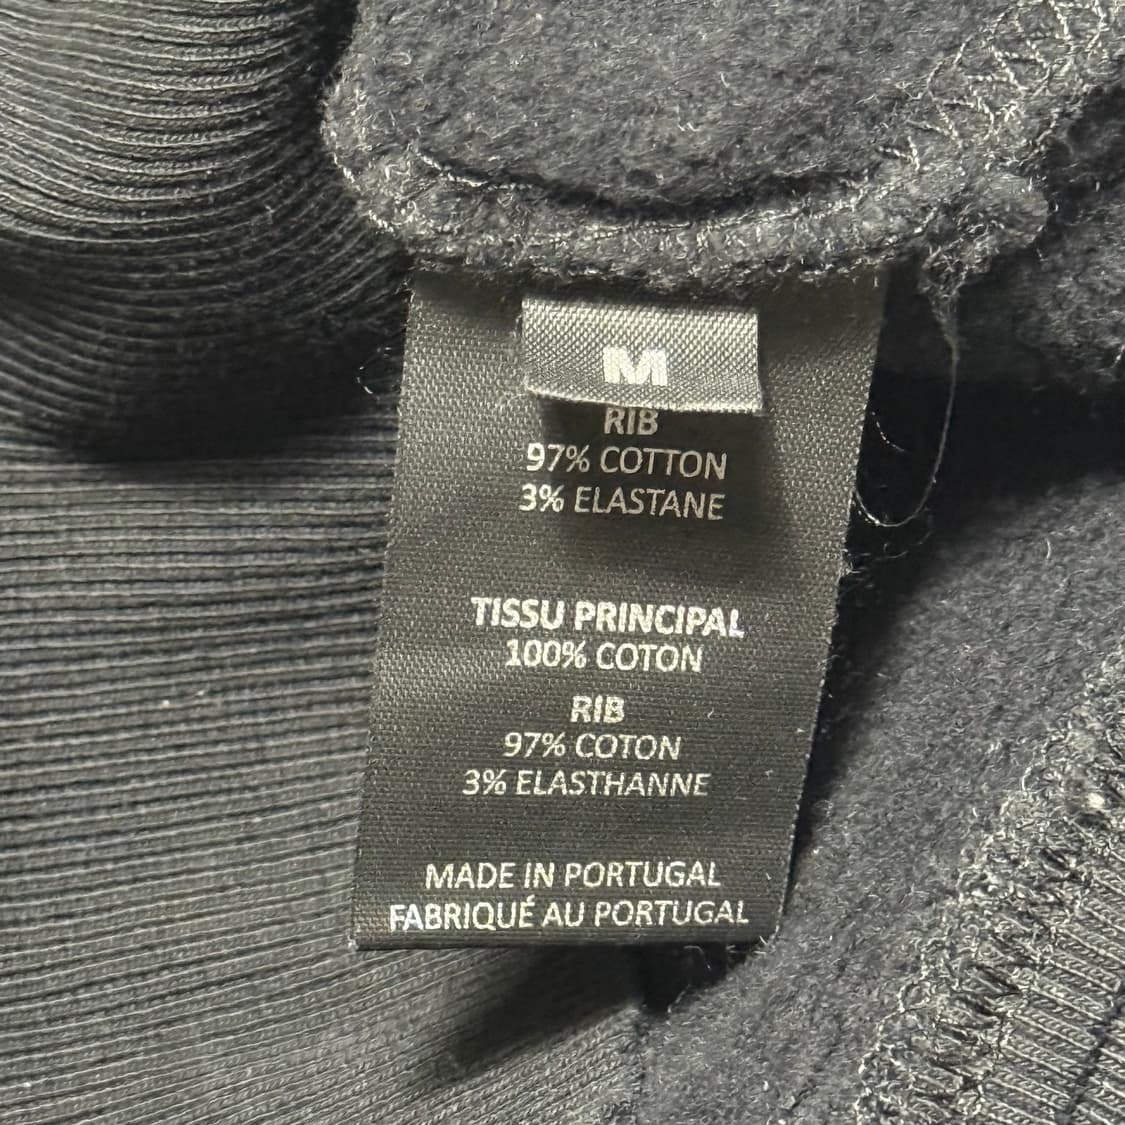 M
RIB
97% COTTON
3% ELASTANE
TISSU PRINCIPAL
100% COTON
RIB
97% COTON
3% ELASTHANNE
MADE IN PORTUGAL
FABRIQUÉ AU PORTUGAL